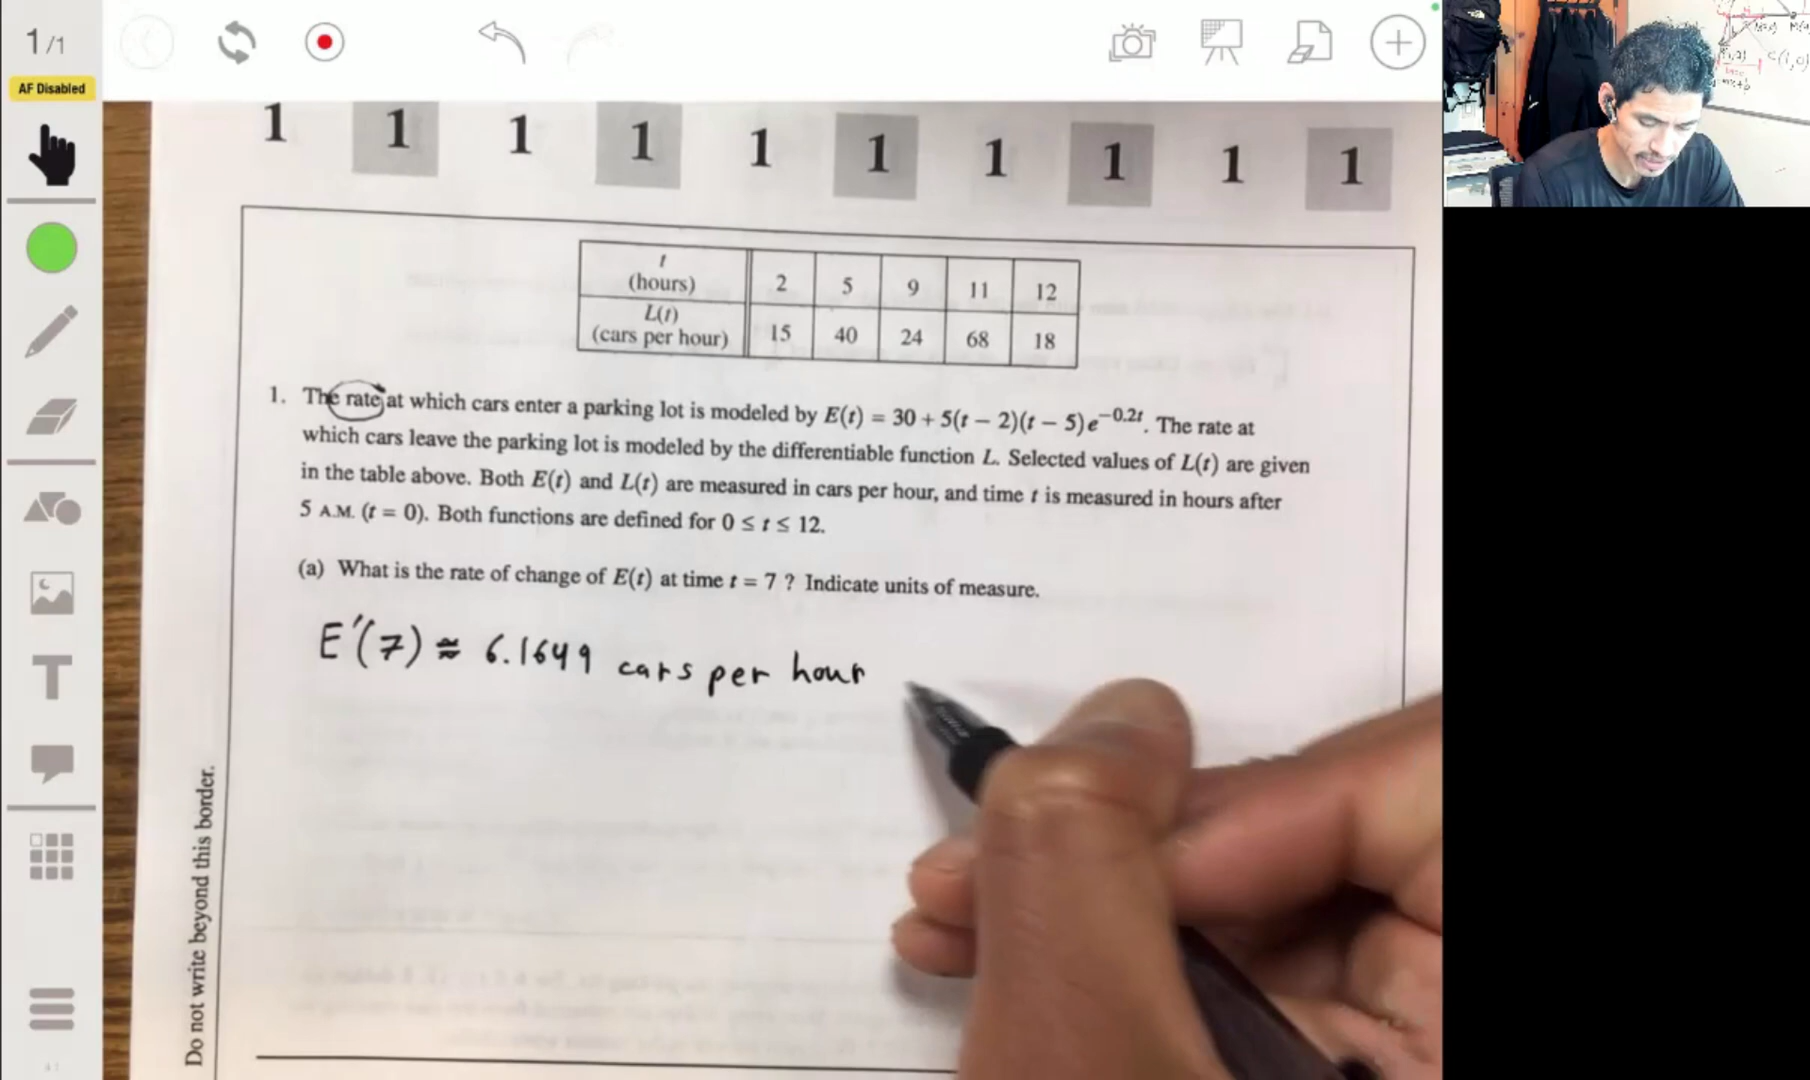 1/1
AF Disabled
1 1 1 1 1 1 1 1 1 1
t (hours) 2 5 9 11 12
L(t) (cars per hour) 15 40 24 68 18
1. The rate at which cars enter a parking lot is modeled by E(t) = 30 + 5(t − 2)(t − 5)e^−0.2t. The rate at
which cars leave the parking lot is modeled by the differentiable function L. Selected values of L(t) are given
in the table above. Both E(t) and L(t) are measured in cars per hour, and time t is measured in hours after
5 A.M. (t = 0). Both functions are defined for 0 ≤ t ≤ 12.
(a) What is the rate of change of E(t) at time t = 7 ? Indicate units of measure.
E′(7) ≈ 6.1649 cars per hour
Do not write beyond this border.
T